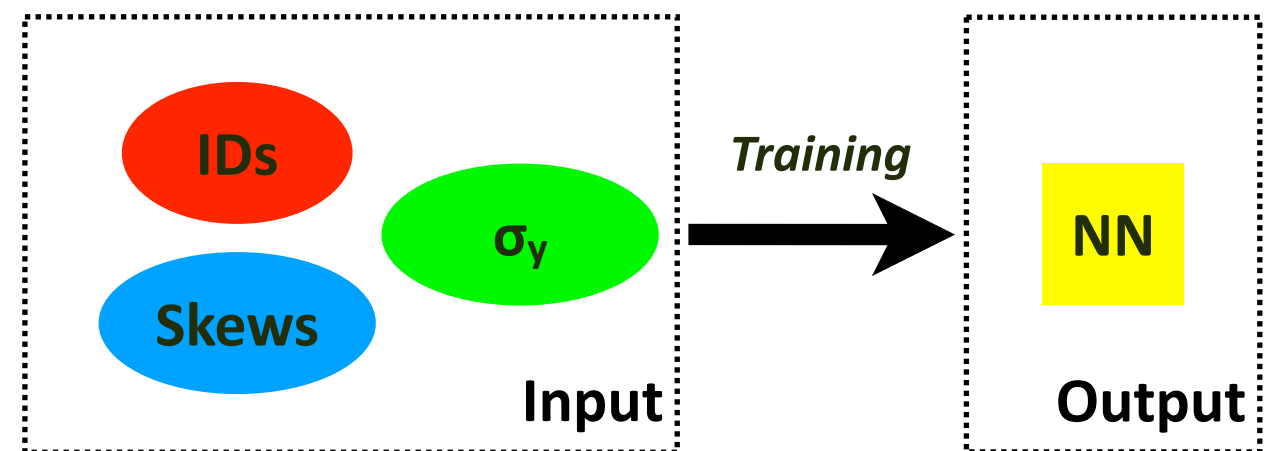 IDs
Skews
σy
Input
Training
NN
Output